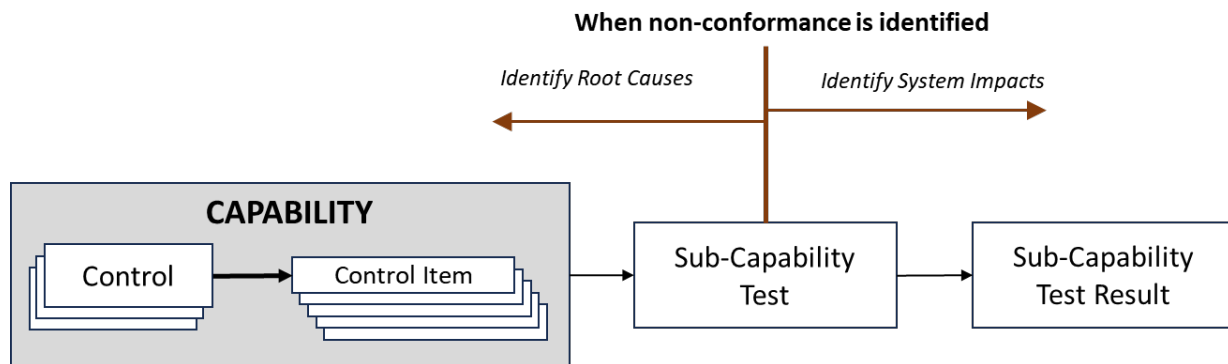 When non-conformance is identified
Identify Root Causes
Identify System Impacts
CAPABILITY
Control
Control Item
Sub-Capability
Test
Sub-Capability
Test Result